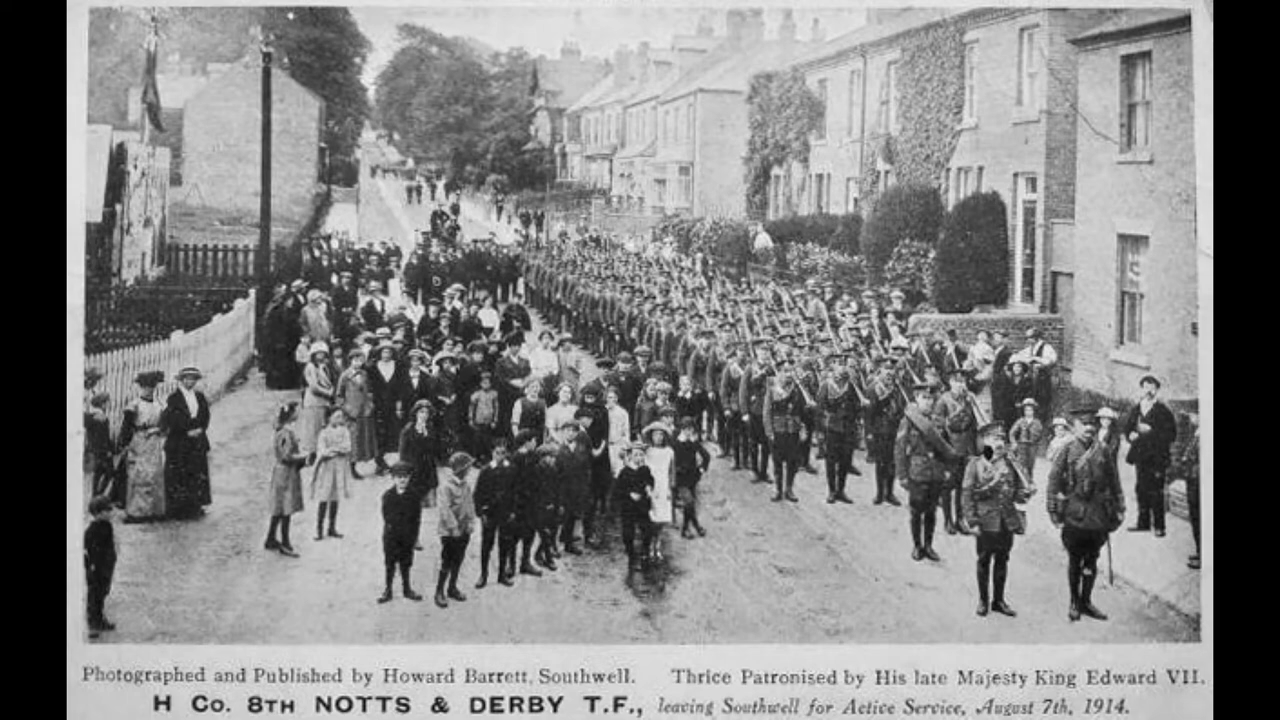 Photographed and Published by Howard Barrett, Southwell. Thrice Patronised by His late Majesty King Edward VII.
H Co. 8TH NOTTS & DERBY T.F., leaving Southwell for Active Service, August 7th, 1914.